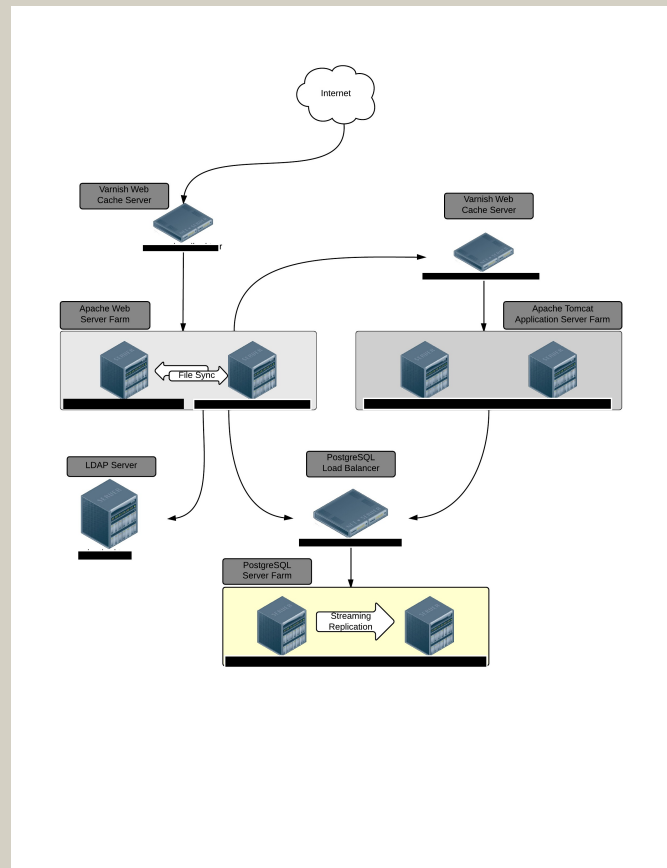 Internet
Varnish Web
Cache Server
Varnish Web
Cache Server
Apache Web
Server Farm
Apache Tomcat
Application Server Farm
File Sync
LDAP Server
PostgreSQL
Load Balancer
PostgreSQL
Server Farm
Streaming
Replication